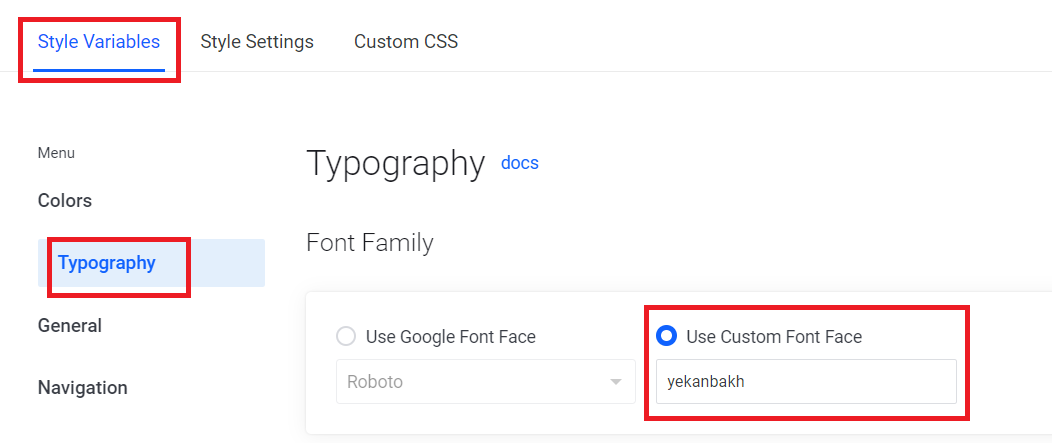 Style Variables Style Settings Custom CSS
Menu
Colors
Typography
General
Navigation
Typography docs
Font Family
Use Google Font Face
Roboto
Use Custom Font Face
yekanbakh